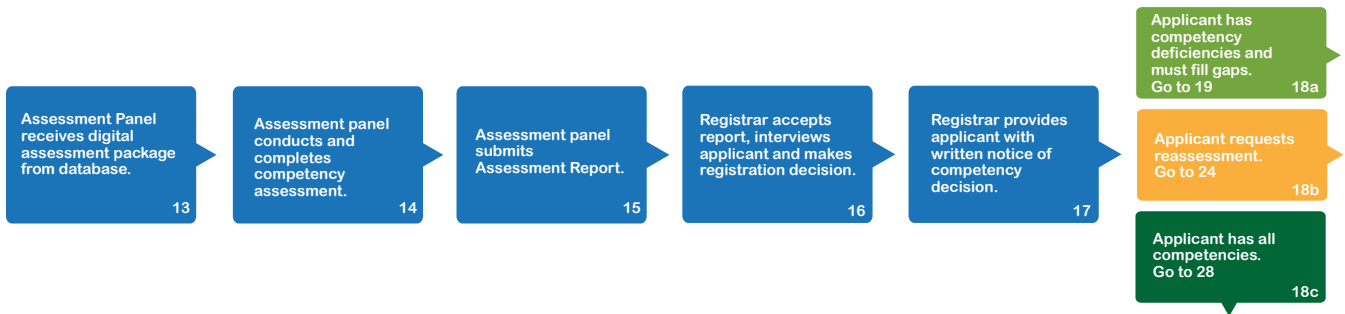 Assessment Panel
receives digital
assessment package
from database.
13
Assessment panel
conducts and
completes
competency
assessment.
14
Assessment panel
submits
Assessment Report.
15
Registrar accepts
report, interviews
applicant and makes
registration decision.
16
Registrar provides
applicant with
written notice of
competency
decision.
17
Applicant has
competency
deficiencies and
must fill gaps.
Go to 19
18a
Applicant requests
reassessment.
Go to 24
18b
Applicant has all
competencies.
Go to 28
18c